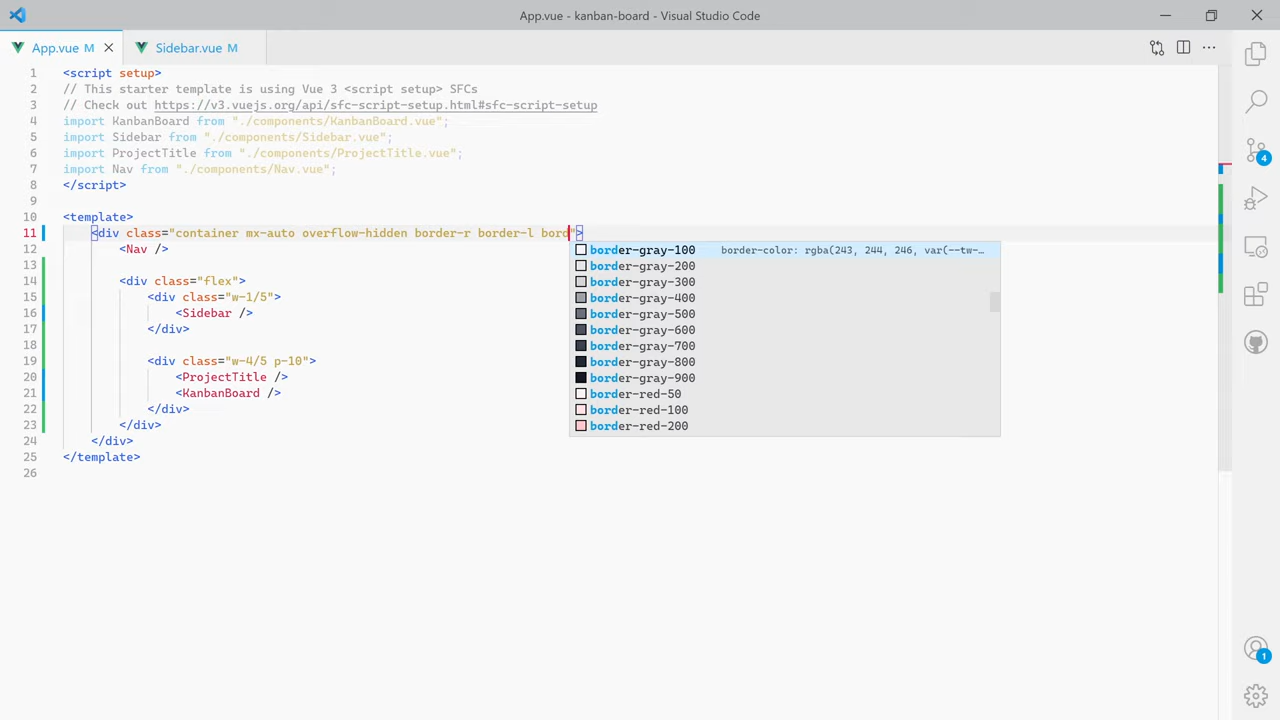 App.vue - kanban-board - Visual Studio Code
App.vue M Sidebar.vue M
1 <script setup>
2 // This starter template is using Vue 3 <script setup> SFCs
3 // Check out https://v3.vuejs.org/api/sfc-script-setup.html#sfc-script-setup
4 import KanbanBoard from "./components/KanbanBoard.vue";
5 import Sidebar from "./components/Sidebar.vue";
6 import ProjectTitle from "./components/ProjectTitle.vue";
7 import Nav from "./components/Nav.vue";
8 </script>
9
10 <template>
11 <div class="container mx-auto overflow-hidden border-r border-l bord">
12 <Nav />
13
14 <div class="flex">
15 <div class="w-1/5">
16 <Sidebar />
17 </div>
18
19 <div class="w-4/5 p-10">
20 <ProjectTitle />
21 <KanbanBoard />
22 </div>
23 </div>
24 </div>
25 </template>
26
border-gray-100 border-color: rgba(243, 244, 246, var(--tw-…
border-gray-200
border-gray-300
border-gray-400
border-gray-500
border-gray-600
border-gray-700
border-gray-800
border-gray-900
border-red-50
border-red-100
border-red-200
4
1